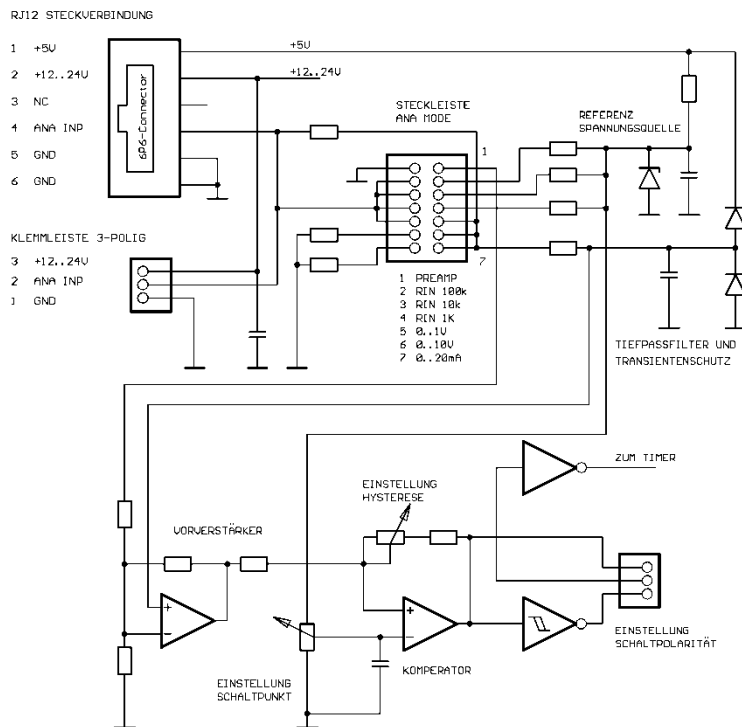 RJ12 STECKVERBINDUNG
1 +5V
2 +12..24V
3 NC
4 ANA INP
5 GND
6 GND
6P6-Connector
+5V
+12..24V
STECKLEISTE
ANA MODE
1
7
REFERENZ
SPANNUNGSQUELLE
KLEMMLEISTE 3-POLIG
3 +12..24V
2 ANA INP
1 GND
1 PREAMP
2 RIN 100k
3 RIN 10k
4 RIN 1K
5 0..1V
6 0..10V
7 0..20mA
TIEFPASSFILTER UND
TRANSIENTENSCHUTZ
ZUM TIMER
EINSTELLUNG
HYSTERESE
VORVERSTÄRKER
+
-
+
-
KOMPERATOR
EINSTELLUNG
SCHALTPUNKT
EINSTELLUNG
SCHALTPOLARITÄT